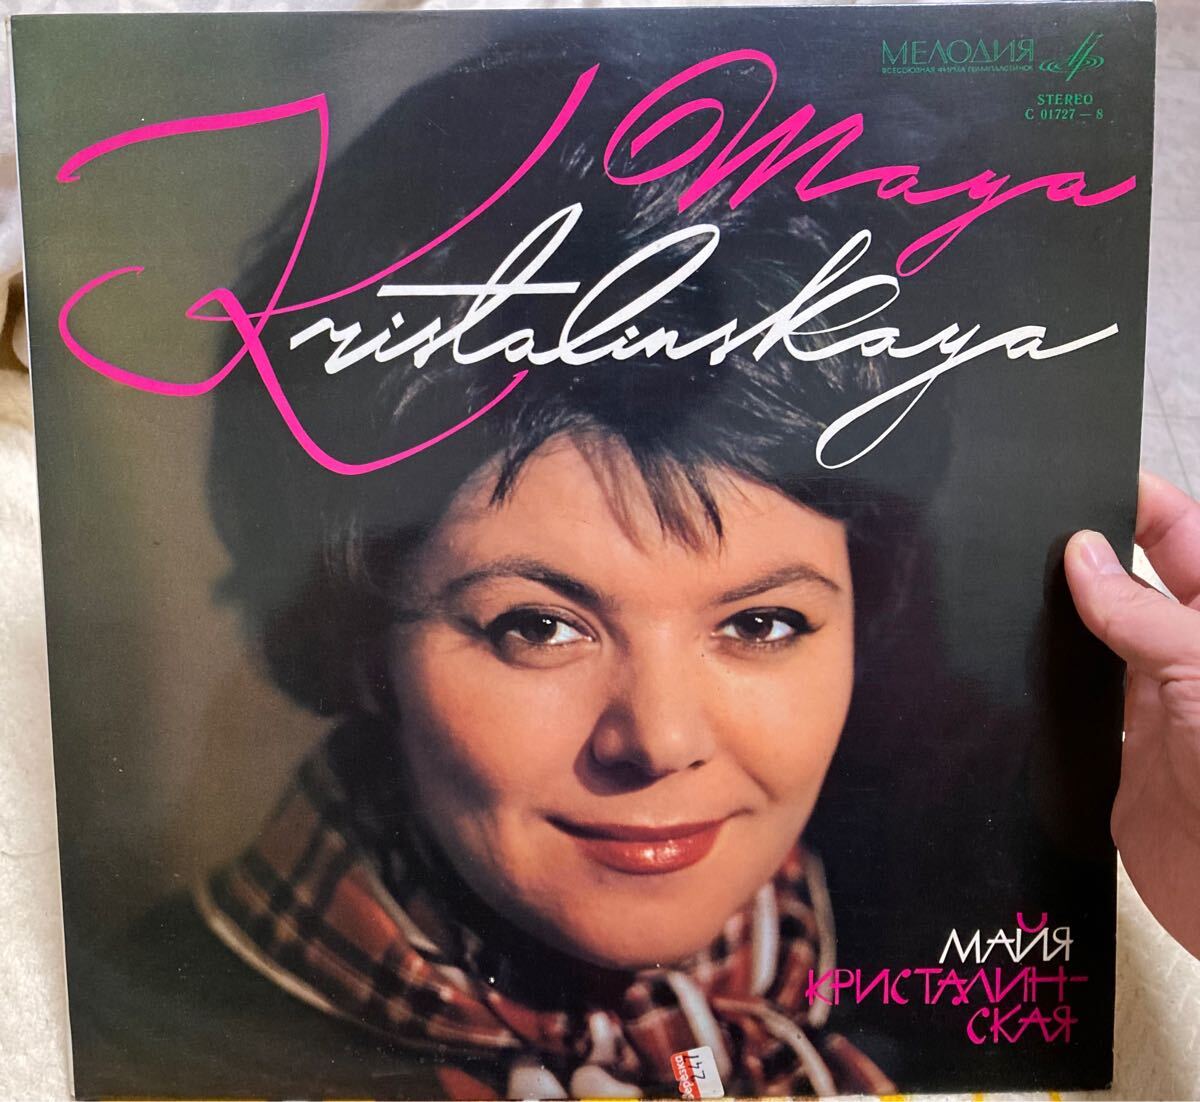 МЕЛОДИЯ
ВСЕСОЮЗНАЯ ФИРМА ГРАМПЛАСТИНОК
STEREO
С 01727—8
Maya
Kristalinskaya
МАЙЯ
КРИСТАЛИН-
СКАЯ